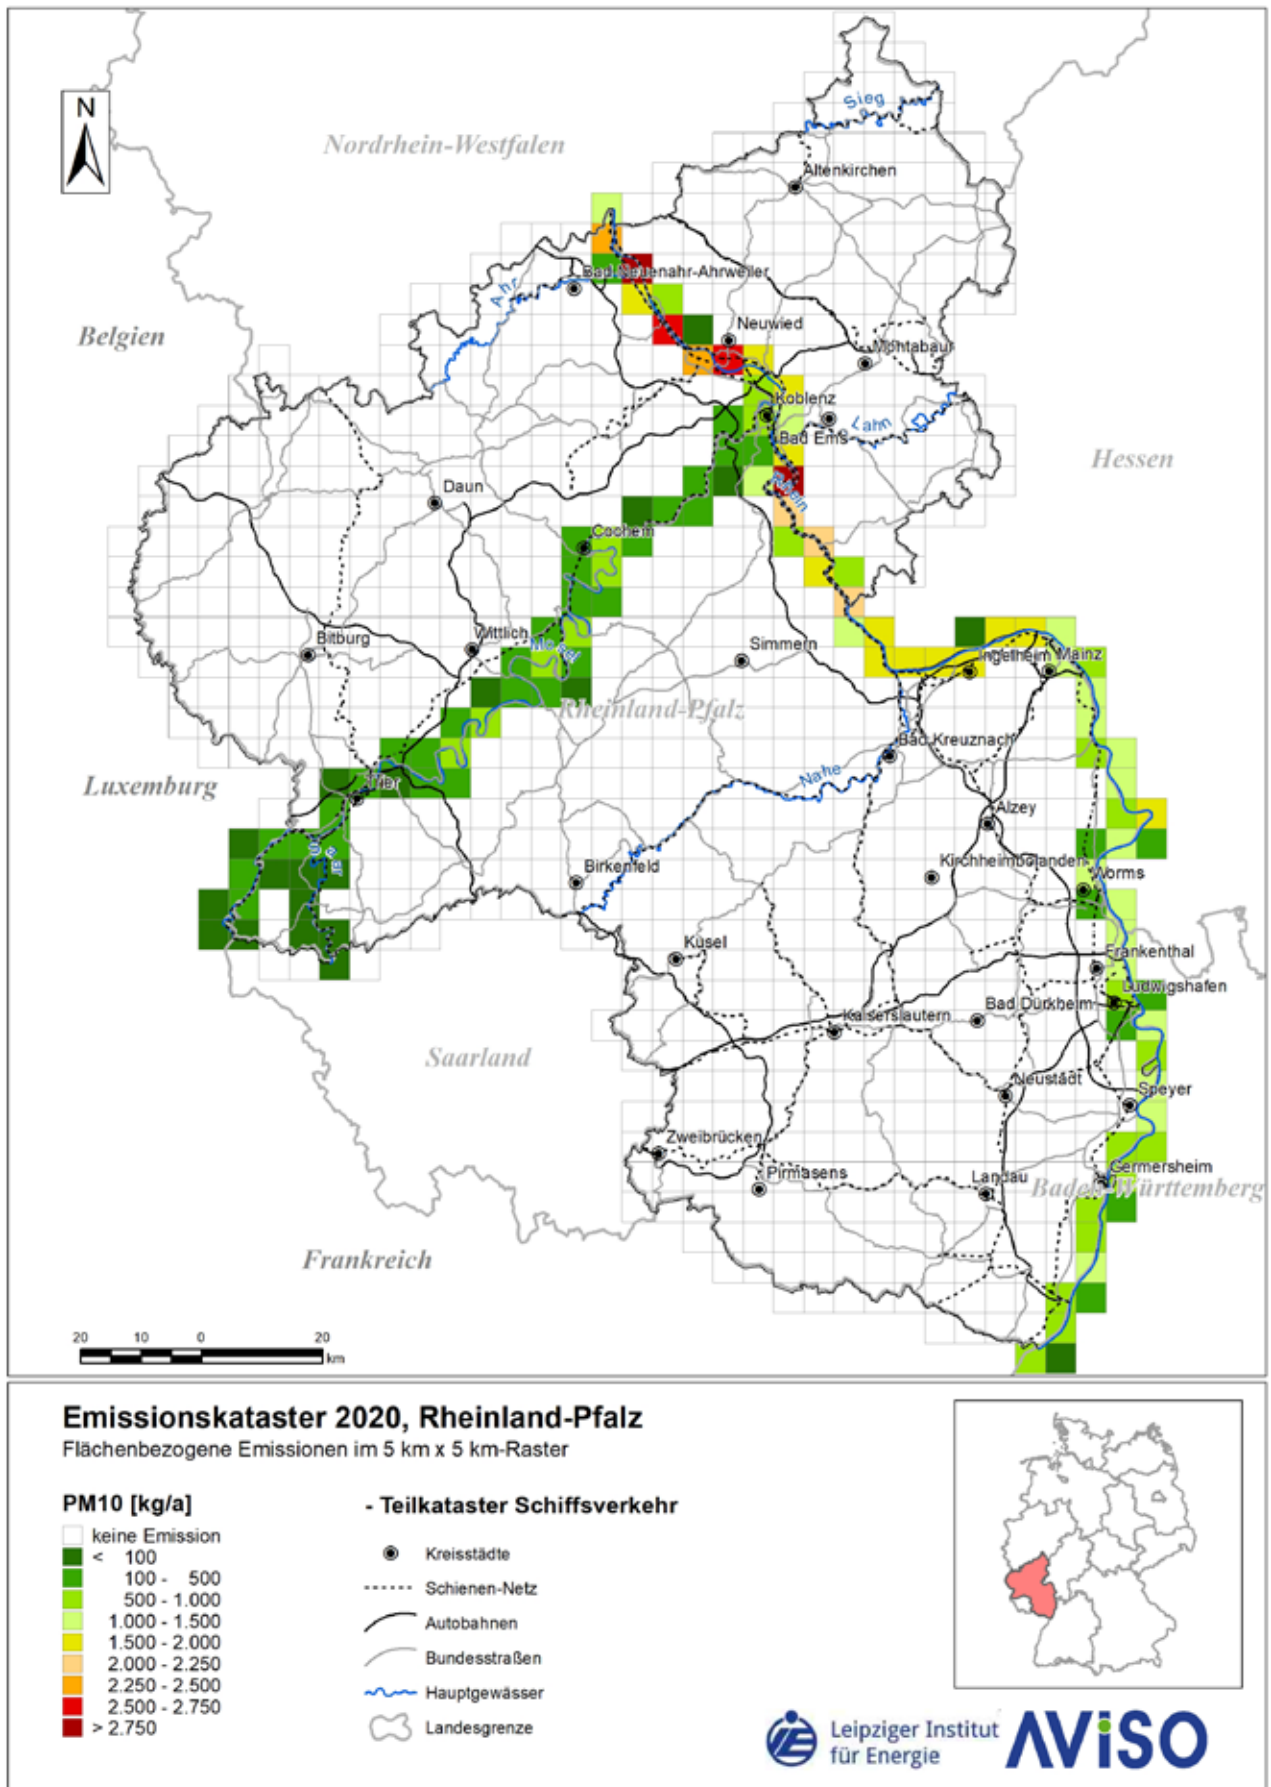 N
Nordrhein-Westfalen
Sieg
Altenkirchen
Ahr
Bad Neuenahr-Ahrweiler
Belgien
Neuwied
Montabaur
Koblenz
Lahn
Bad Ems
Hessen
Rhein
Daun
Cochem
Bitburg
Wittlich
Mosel
Simmern
Ingelheim
Mainz
Rheinland-Pfalz
Bad Kreuznach
Luxemburg
Trier
Nahe
Alzey
Saar
Birkenfeld
Kirchheimbolanden
Worms
Kusel
Frankenthal
Ludwigshafen
Bad Dürkheim
Kaiserslautern
Saarland
Neustadt
Speyer
Zweibrücken
Pirmasens
Landau
Germersheim
Baden-Württemberg
Frankreich
20 10 0 20
km
Emissionskataster 2020, Rheinland-Pfalz
Flächenbezogene Emissionen im 5 km x 5 km-Raster
PM10 [kg/a]
keine Emission
< 100
100 - 500
500 - 1.000
1.000 - 1.500
1.500 - 2.000
2.000 - 2.250
2.250 - 2.500
2.500 - 2.750
> 2.750
- Teilkataster Schiffsverkehr
Kreisstädte
Schienen-Netz
Autobahnen
Bundesstraßen
Hauptgewässer
Landesgrenze
Leipziger Institut
für Energie
AViSO